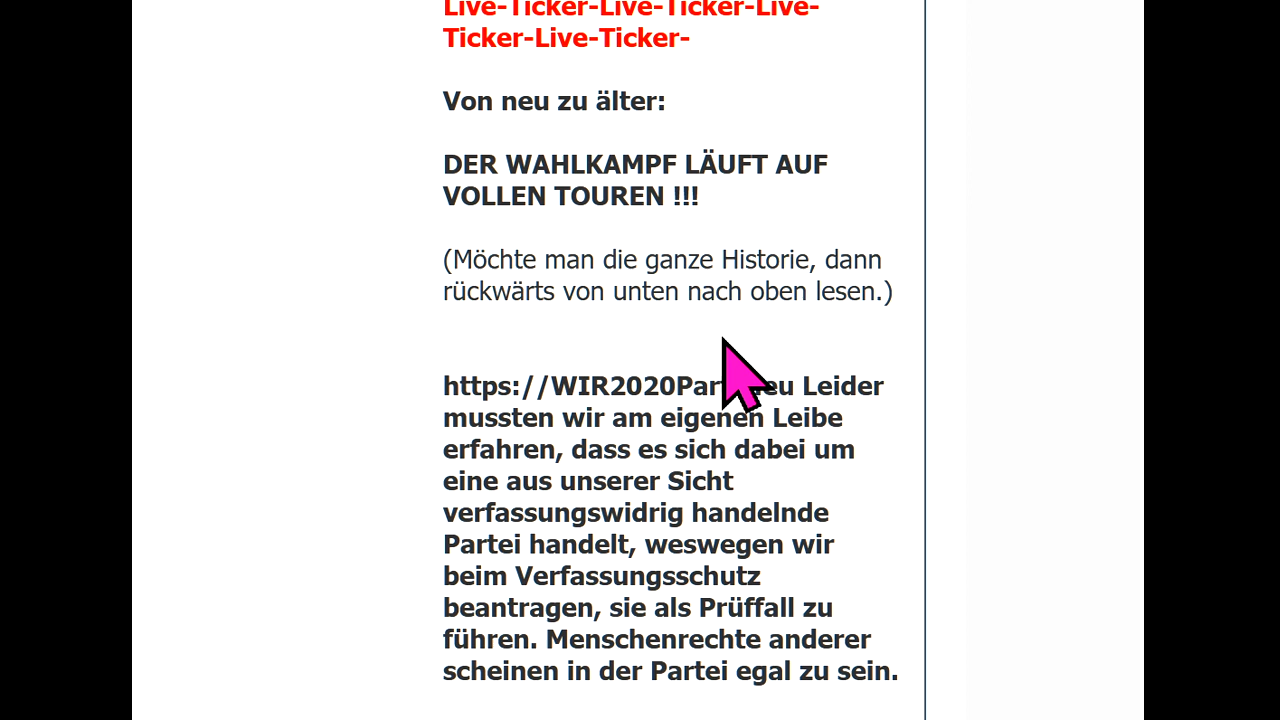 Live-Ticker-Live-Ticker-Live-
Ticker-Live-Ticker-
Von neu zu älter:
DER WAHLKAMPF LÄUFT AUF
VOLLEN TOUREN !!!
(Möchte man die ganze Historie, dann
rückwärts von unten nach oben lesen.)
Leider
mussten wir am eigenen Leibe
erfahren, dass es sich dabei um
eine aus unserer Sicht
verfassungswidrig handelnde
Partei handelt, weswegen wir
beim Verfassungsschutz
beantragen, sie als Prüffall zu
führen. Menschenrechte anderer
scheinen in der Partei egal zu sein.